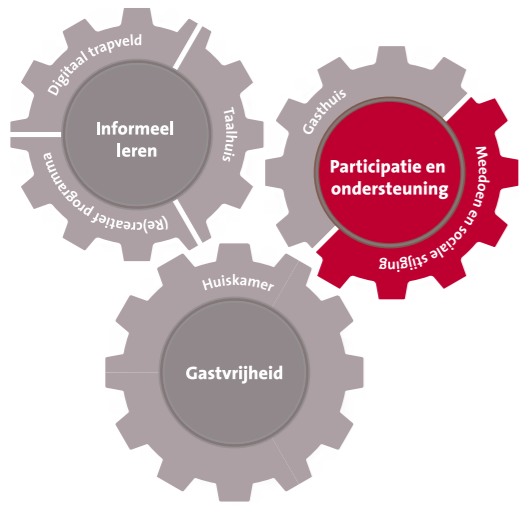 Digitaal trapveld
Taalhuis
(Re)creatief programma
Informeel
leren
Gasthuis
Participatie en
ondersteuning
Meedoen en sociale stijging
Huiskamer
Gastvrijheid